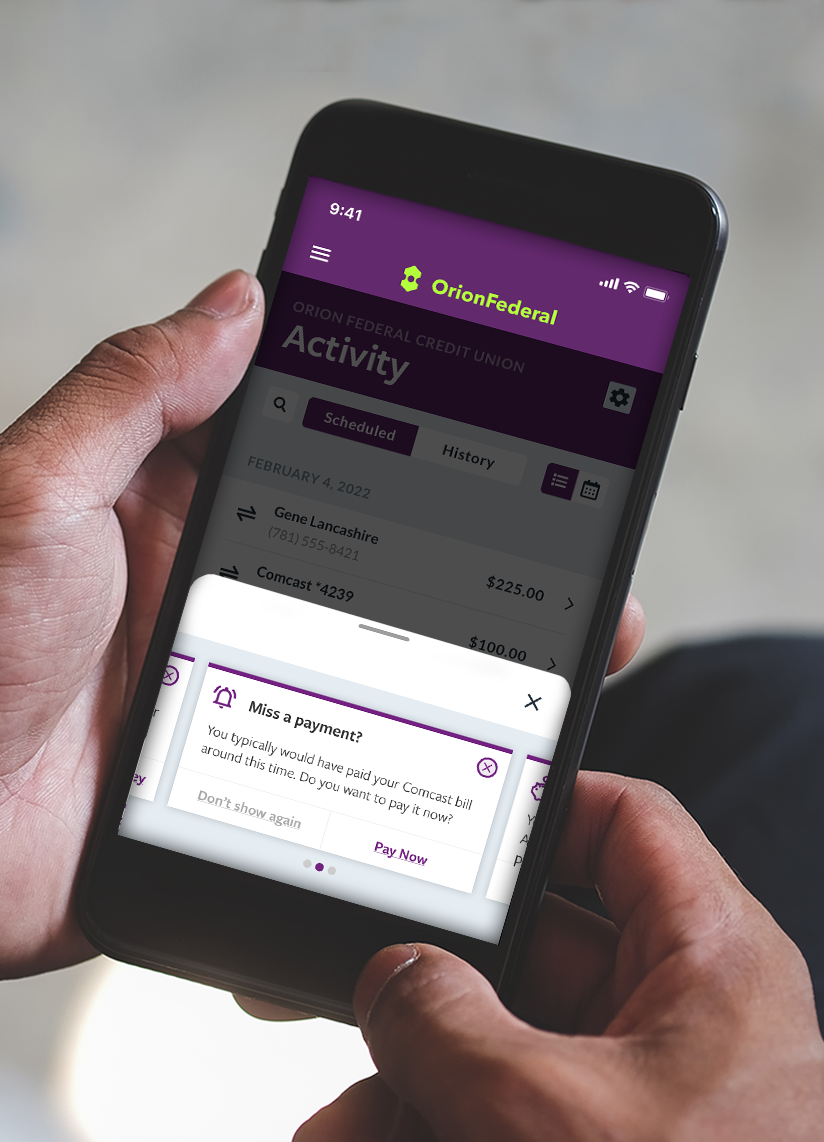 9:41
OrionFederal
ORION FEDERAL CREDIT UNION
Activity
Scheduled
History
FEBRUARY 4, 2022
Gene Lancashire
(781) 555-8421
$225.00
Comcast *4239
$100.00
Miss a payment?
You typically would have paid your Comcast bill
around this time. Do you want to pay it now?
Don't show again
Pay Now